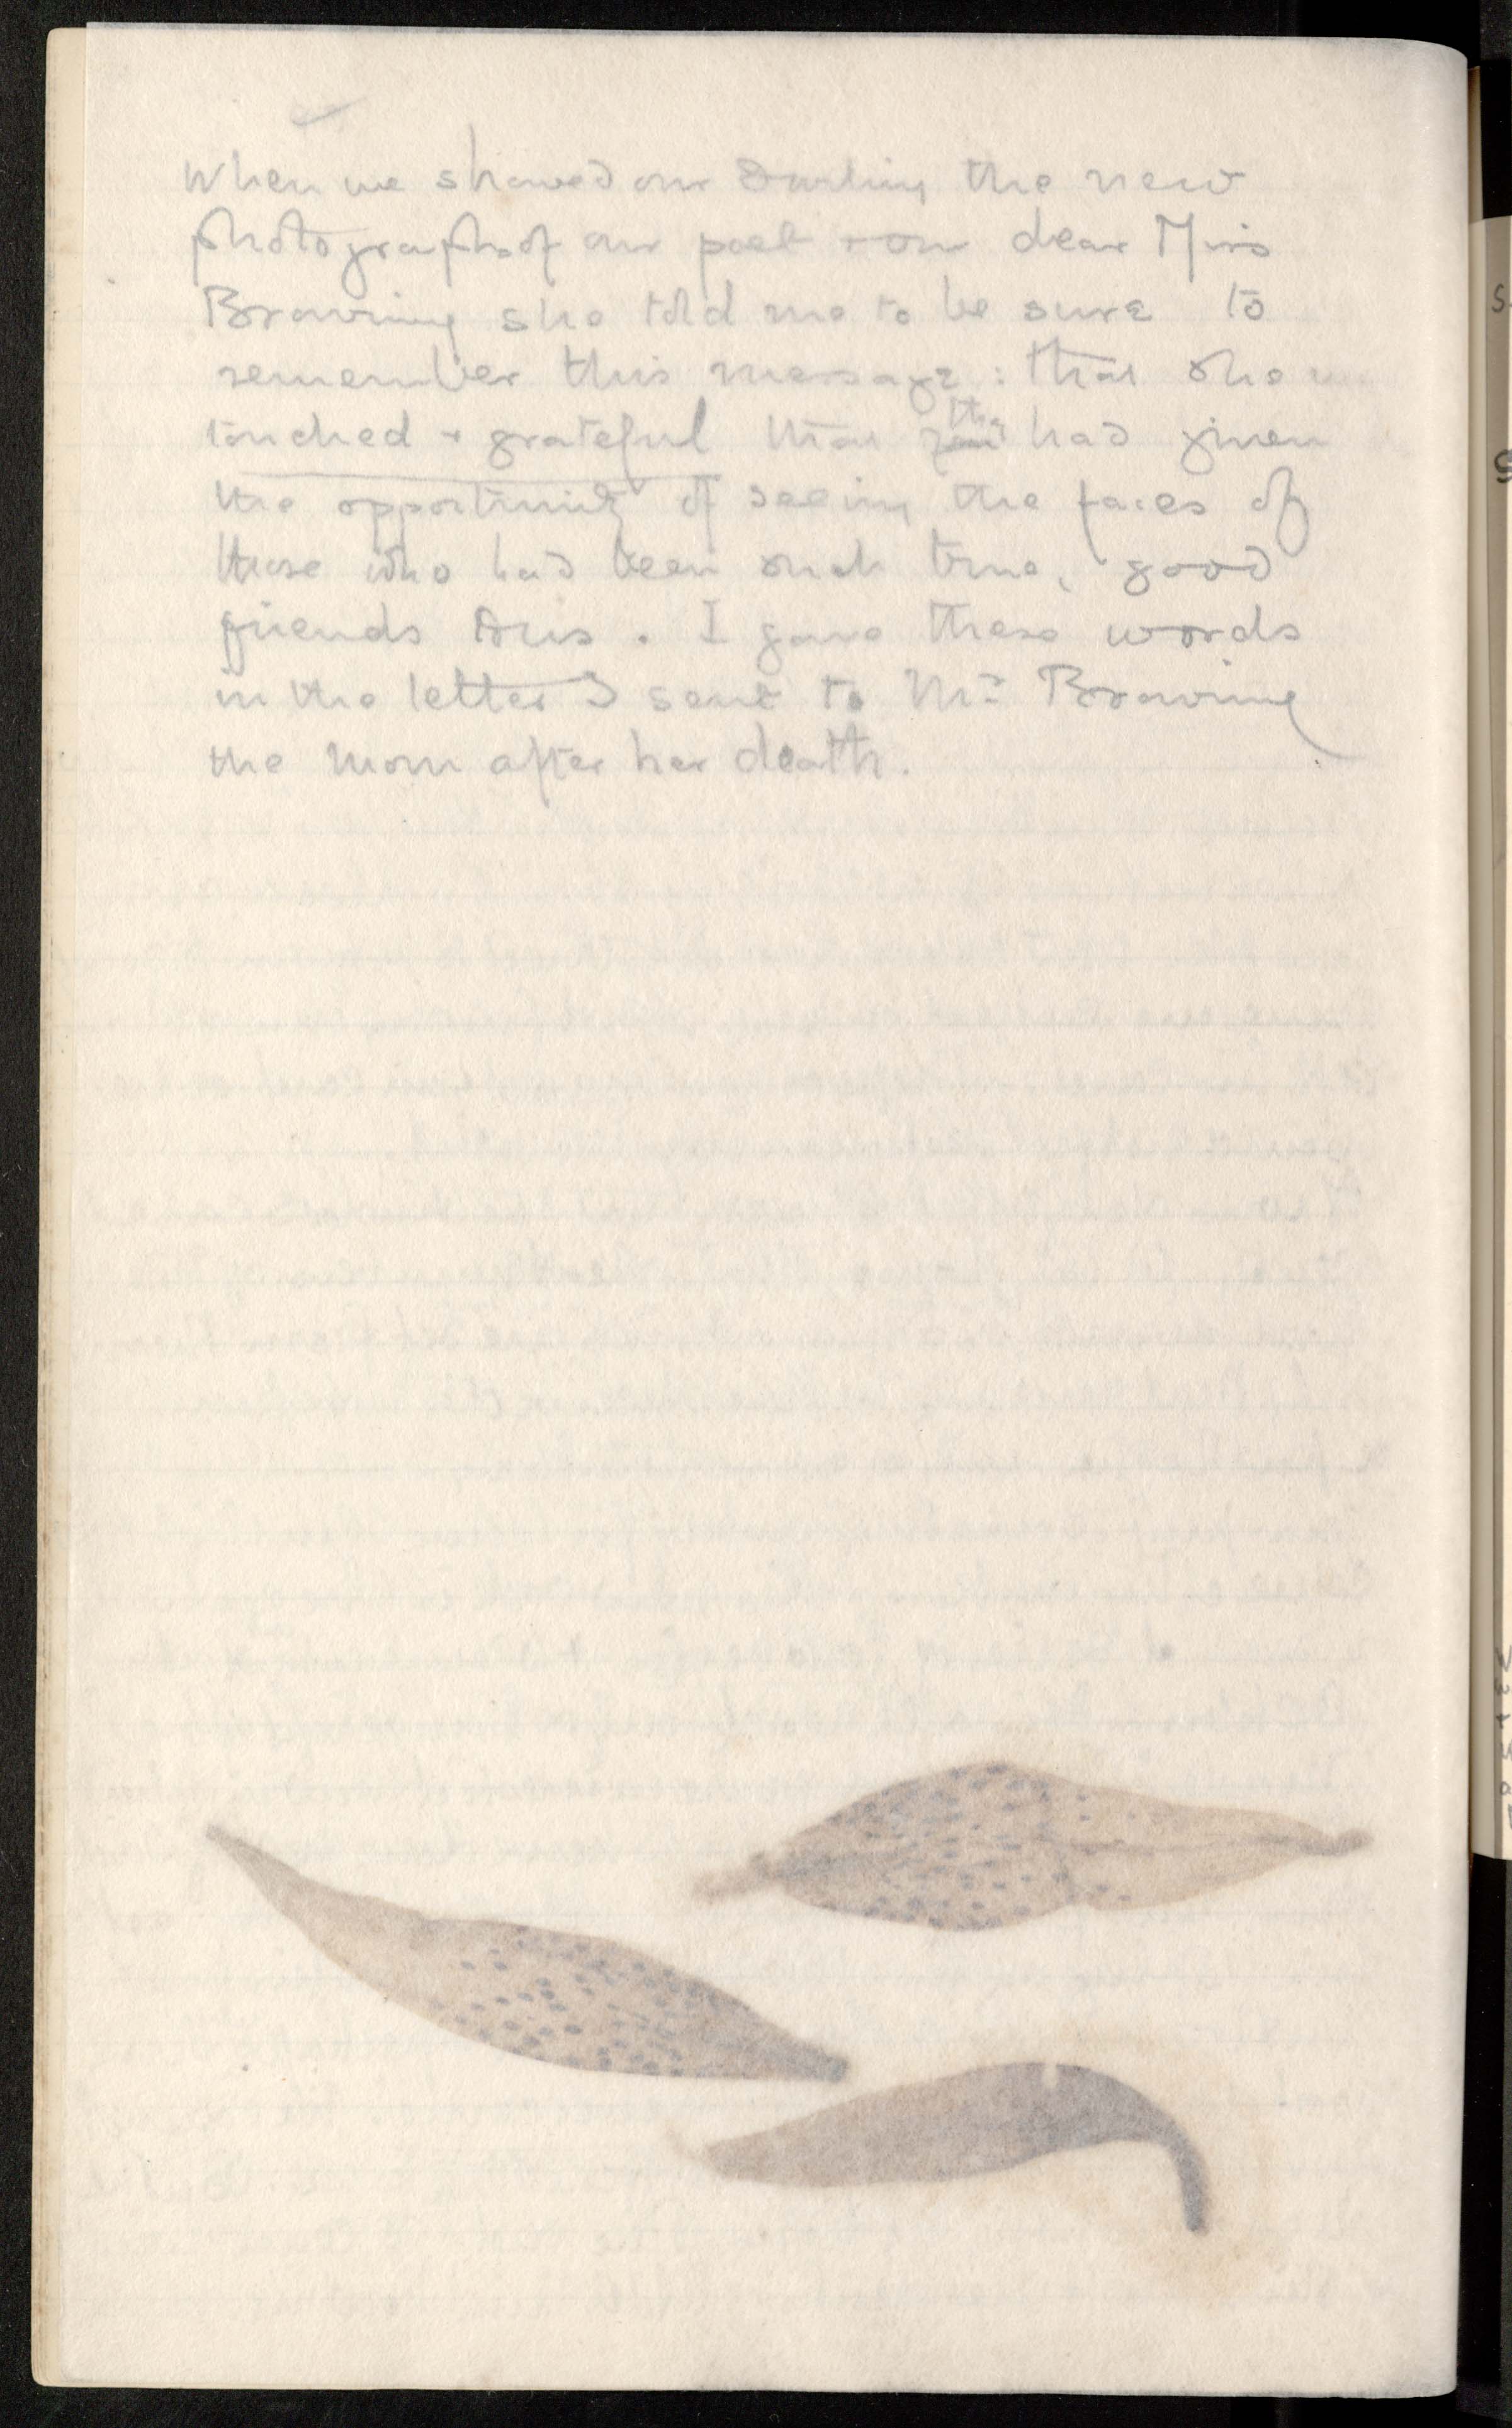 When we showed our Darling the new
photographs of our poet + our dear Miss
Browning she told me to be sure to
remember this message: that she
touched + grateful that they had given
the opportunity of seeing the faces of
those who had been such true, good
friends to us. I gave these words
in the letter I sent to Mr Browning
the morn after her death.